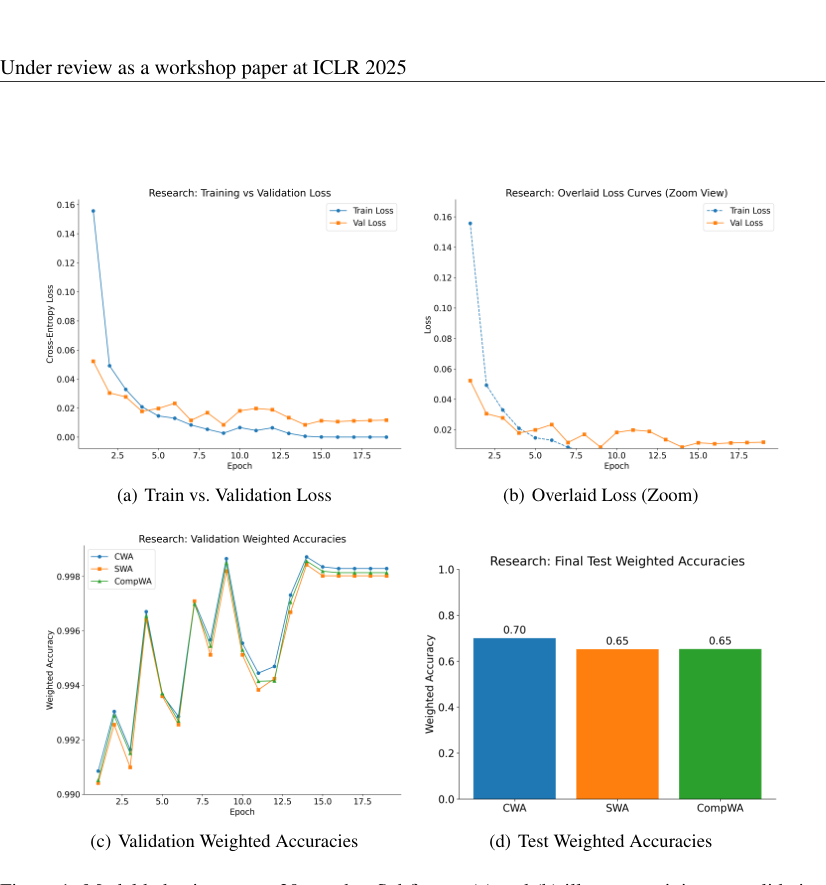 Under review as a workshop paper at ICLR 2025
Research: Training vs Validation Loss
0.16
0.14
0.12
0.10
0.08
0.06
0.04
0.02
0.00
Cross-Entropy Loss
Train Loss
Val Loss
2.5 5.0 7.5 10.0 12.5 15.0 17.5
Epoch
(a) Train vs. Validation Loss
Research: Overlaid Loss Curves (Zoom View)
0.16
0.14
0.12
0.10
0.08
0.06
0.04
0.02
Loss
Train Loss
Val Loss
2.5 5.0 7.5 10.0 12.5 15.0 17.5
Epoch
(b) Overlaid Loss (Zoom)
Research: Validation Weighted Accuracies
CWA
SWA
CompWA
0.998
0.996
0.994
0.992
0.990
Weighted Accuracy
2.5 5.0 7.5 10.0 12.5 15.0 17.5
Epoch
(c) Validation Weighted Accuracies
Research: Final Test Weighted Accuracies
1.0
0.8
0.6
0.4
0.2
0.0
Weighted Accuracy
0.70 0.65 0.65
CWA SWA CompWA
(d) Test Weighted Accuracies